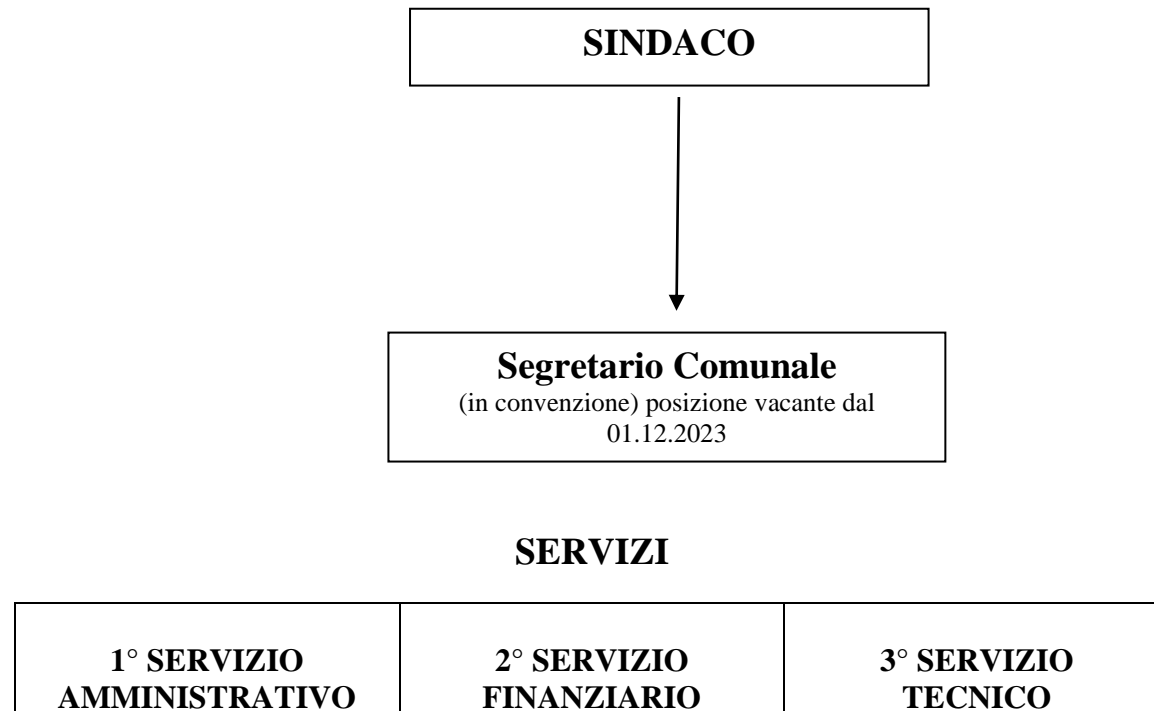 SINDACO
Segretario Comunale
(in convenzione) posizione vacante dal
01.12.2023
SERVIZI
1° SERVIZIO
AMMINISTRATIVO
2° SERVIZIO
FINANZIARIO
3° SERVIZIO
TECNICO